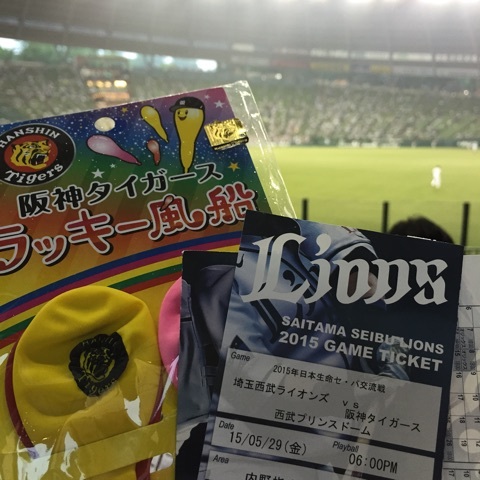 HANSHIN
Tigers
阪神タイガース
ラッキー風船
Lions
SAITAMA SEIBU LIONS
2015 GAME TICKET
Game
2015年日本生命セ・パ交流戦
埼玉西武ライオンズ vs 阪神タイガース
西武プリンスドーム
Date
15/05/29(金)
Playball
06:00PM
Area
内野指